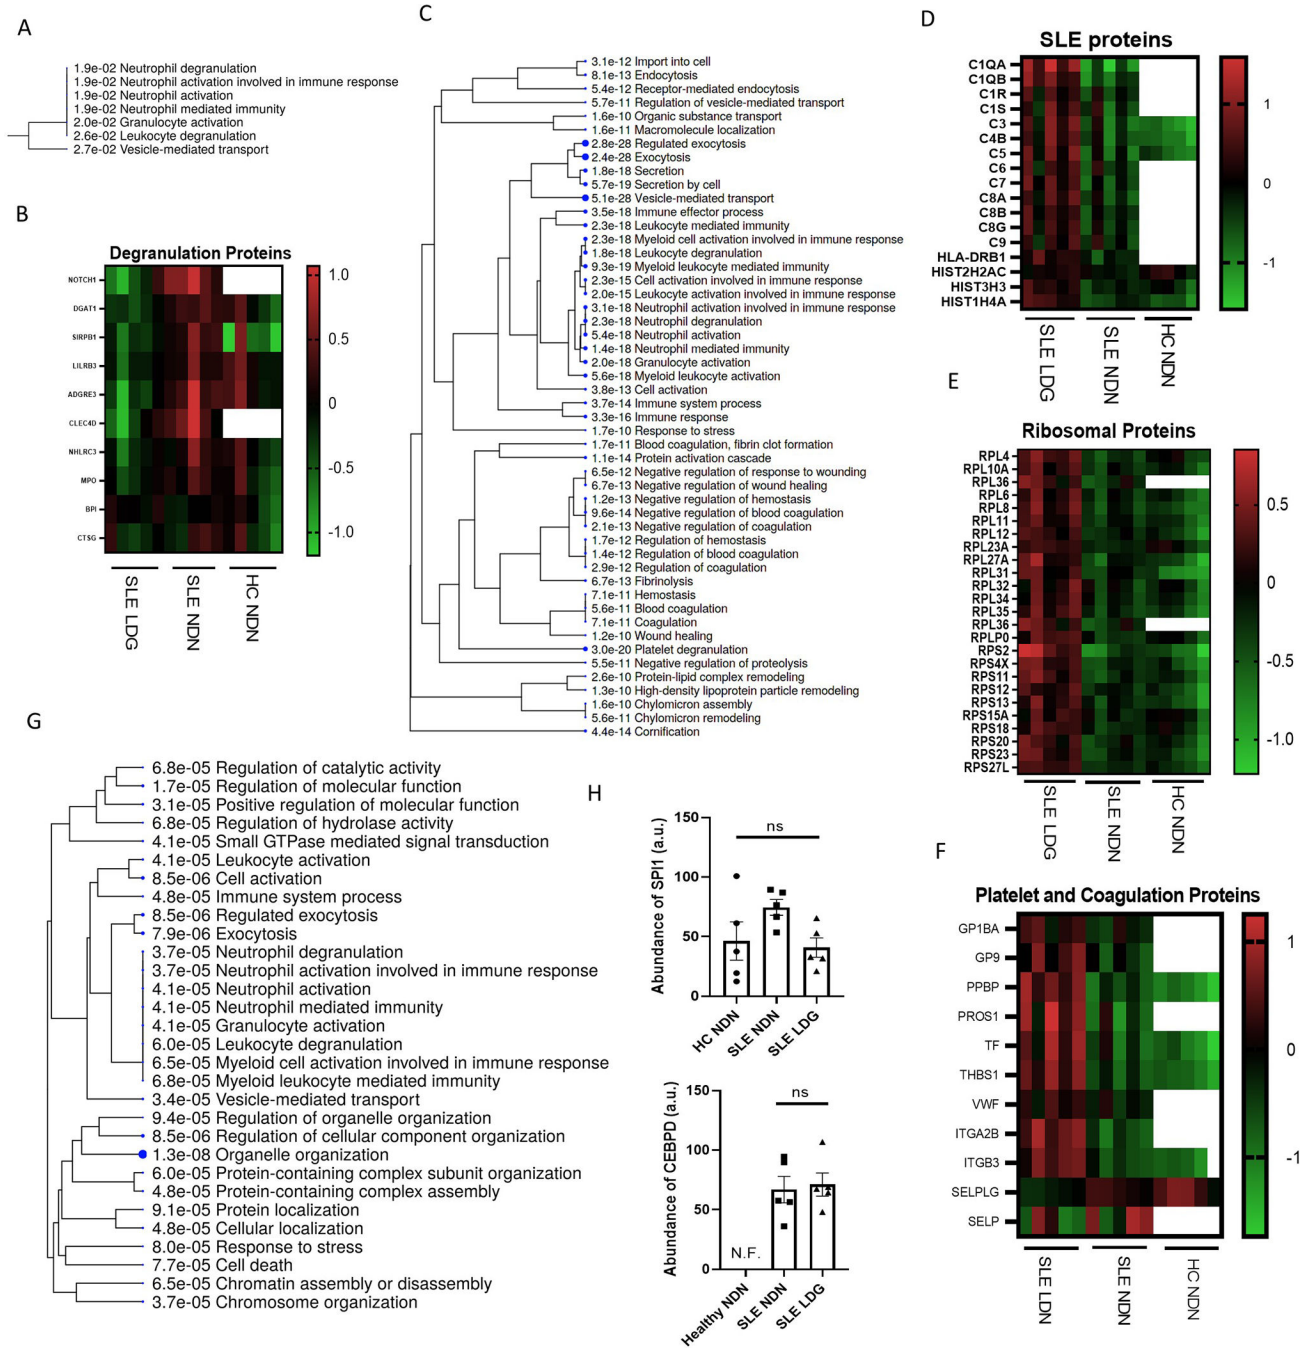 A
1.9e-02 Neutrophil degranulation
1.9e-02 Neutrophil activation involved in immune response
1.9e-02 Neutrophil activation
1.9e-02 Neutrophil mediated immunity
2.0e-02 Granulocyte activation
2.6e-02 Leukocyte degranulation
2.7e-02 Vesicle-mediated transport
B
Degranulation Proteins
NOTCH1
DGAT1
SIRPB1
LILRB3
ADGRE3
CLEC4D
NHLRC3
MPO
BPI
CTSG
1.0
0.5
0
-0.5
-1.0
SLE LDG
SLE NDN
HC NDN
C
3.1e-12 Import into cell
8.1e-13 Endocytosis
5.4e-12 Receptor-mediated endocytosis
5.7e-11 Regulation of vesicle-mediated transport
1.6e-10 Organic substance transport
1.6e-11 Macromolecule localization
2.8e-28 Regulated exocytosis
2.4e-28 Exocytosis
1.8e-18 Secretion
5.7e-19 Secretion by cell
5.1e-28 Vesicle-mediated transport
3.5e-18 Immune effector process
2.3e-18 Leukocyte mediated immunity
2.3e-18 Myeloid cell activation involved in immune response
1.8e-18 Leukocyte degranulation
9.3e-19 Myeloid leukocyte mediated immunity
2.3e-15 Cell activation involved in immune response
2.0e-15 Leukocyte activation involved in immune response
3.1e-18 Neutrophil activation involved in immune response
2.3e-18 Neutrophil degranulation
5.4e-18 Neutrophil activation
1.4e-18 Neutrophil mediated immunity
2.0e-18 Granulocyte activation
5.6e-18 Myeloid leukocyte activation
3.8e-13 Cell activation
3.7e-14 Immune system process
3.3e-16 Immune response
1.7e-10 Response to stress
1.7e-11 Blood coagulation, fibrin clot formation
1.1e-14 Protein activation cascade
6.5e-12 Negative regulation of response to wounding
6.7e-13 Negative regulation of wound healing
1.2e-13 Negative regulation of hemostasis
9.6e-14 Negative regulation of blood coagulation
2.1e-13 Negative regulation of coagulation
1.7e-12 Regulation of hemostasis
1.4e-12 Regulation of blood coagulation
2.9e-12 Regulation of coagulation
6.7e-13 Fibrinolysis
7.1e-11 Hemostasis
5.6e-11 Blood coagulation
7.1e-11 Coagulation
1.2e-10 Wound healing
3.0e-20 Platelet degranulation
5.5e-11 Negative regulation of proteolysis
2.6e-10 Protein-lipid complex remodeling
1.3e-10 High-density lipoprotein particle remodeling
1.6e-10 Chylomicron assembly
5.6e-11 Chylomicron remodeling
4.4e-14 Cornification
D
SLE proteins
C1QA
C1QB
C1R
C1S
C3
C4B
C5
C6
C7
C8A
C8B
C8G
C9
HLA-DRB1
HIST2H2AC
HIST3H3
HIST1H4A
1
0
-1
SLE LDG
SLE NDN
HC NDN
E
Ribosomal Proteins
RPL4
RPL10A
RPL36
RPL6
RPL8
RPL11
RPL12
RPL23A
RPL27A
RPL31
RPL32
RPL34
RPL35
RPL36
RPLP0
RPS2
RPS4X
RPS11
RPS12
RPS13
RPS15A
RPS18
RPS20
RPS23
RPS27L
0.5
0
-0.5
-1.0
SLE LDG
SLE NDN
HC NDN
F
Platelet and Coagulation Proteins
GP1BA
GP9
PPBP
PROS1
TF
THBS1
VWF
ITGA2B
ITGB3
SELPLG
SELP
1
0
-1
SLE LDN
SLE NDN
HC NDN
G
6.8e-05 Regulation of catalytic activity
1.7e-05 Regulation of molecular function
3.1e-05 Positive regulation of molecular function
6.8e-05 Regulation of hydrolase activity
4.1e-05 Small GTPase mediated signal transduction
4.1e-05 Leukocyte activation
8.5e-06 Cell activation
4.8e-05 Immune system process
8.5e-06 Regulated exocytosis
7.9e-06 Exocytosis
3.7e-05 Neutrophil degranulation
3.7e-05 Neutrophil activation involved in immune response
4.1e-05 Neutrophil activation
4.1e-05 Neutrophil mediated immunity
4.1e-05 Granulocyte activation
6.0e-05 Leukocyte degranulation
6.5e-05 Myeloid cell activation involved in immune response
6.8e-05 Myeloid leukocyte mediated immunity
3.4e-05 Vesicle-mediated transport
9.4e-05 Regulation of organelle organization
8.5e-06 Regulation of cellular component organization
1.3e-08 Organelle organization
6.0e-05 Protein-containing complex subunit organization
4.8e-05 Protein-containing complex assembly
9.1e-05 Protein localization
4.8e-05 Cellular localization
8.0e-05 Response to stress
7.7e-05 Cell death
6.5e-05 Chromatin assembly or disassembly
3.7e-05 Chromosome organization
H
Abundance of SPI1 (a.u.)
150
100
50
0
ns
HC NDN
SLE NDN
SLE LDG
Abundance of CEBPD (a.u.)
150
100
50
0
ns
N.F.
Healthy NDN
SLE NDN
SLE LDG